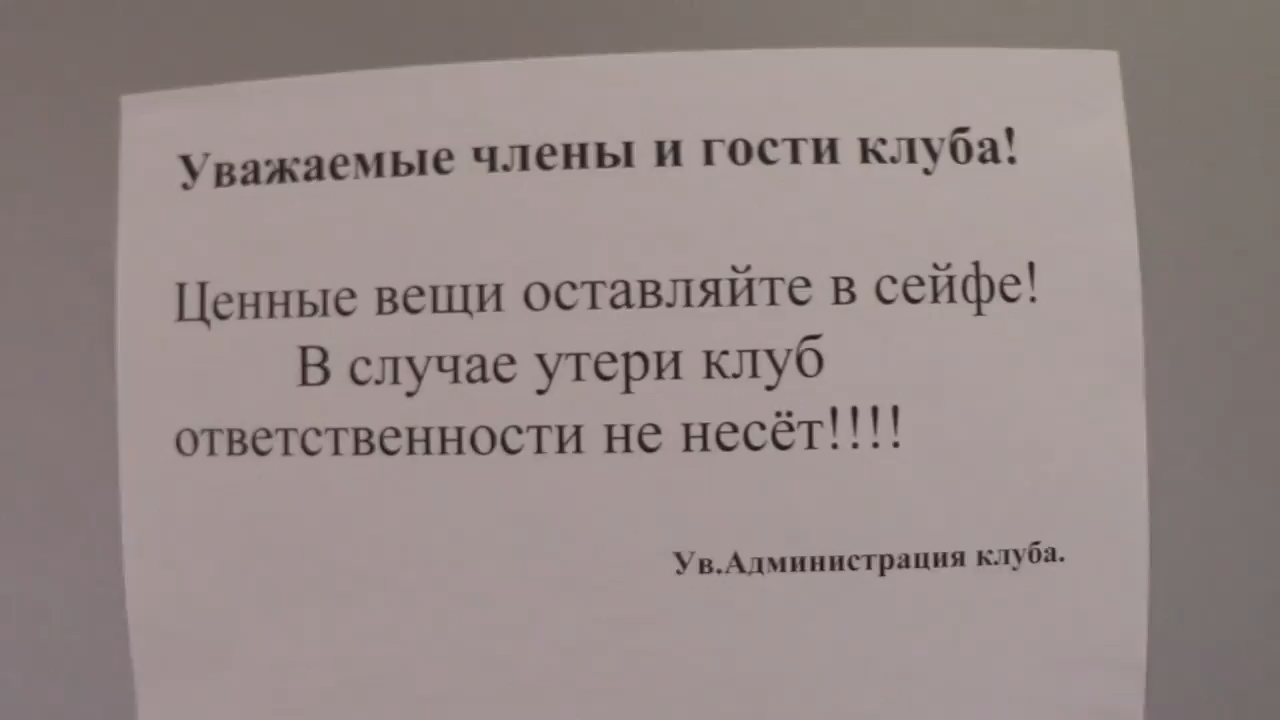 Уважаемые члены и гости клуба!
Ценные вещи оставляйте в сейфе!
В случае утери клуб
ответственности не несёт!!!!
Ув.Администрация клуба.